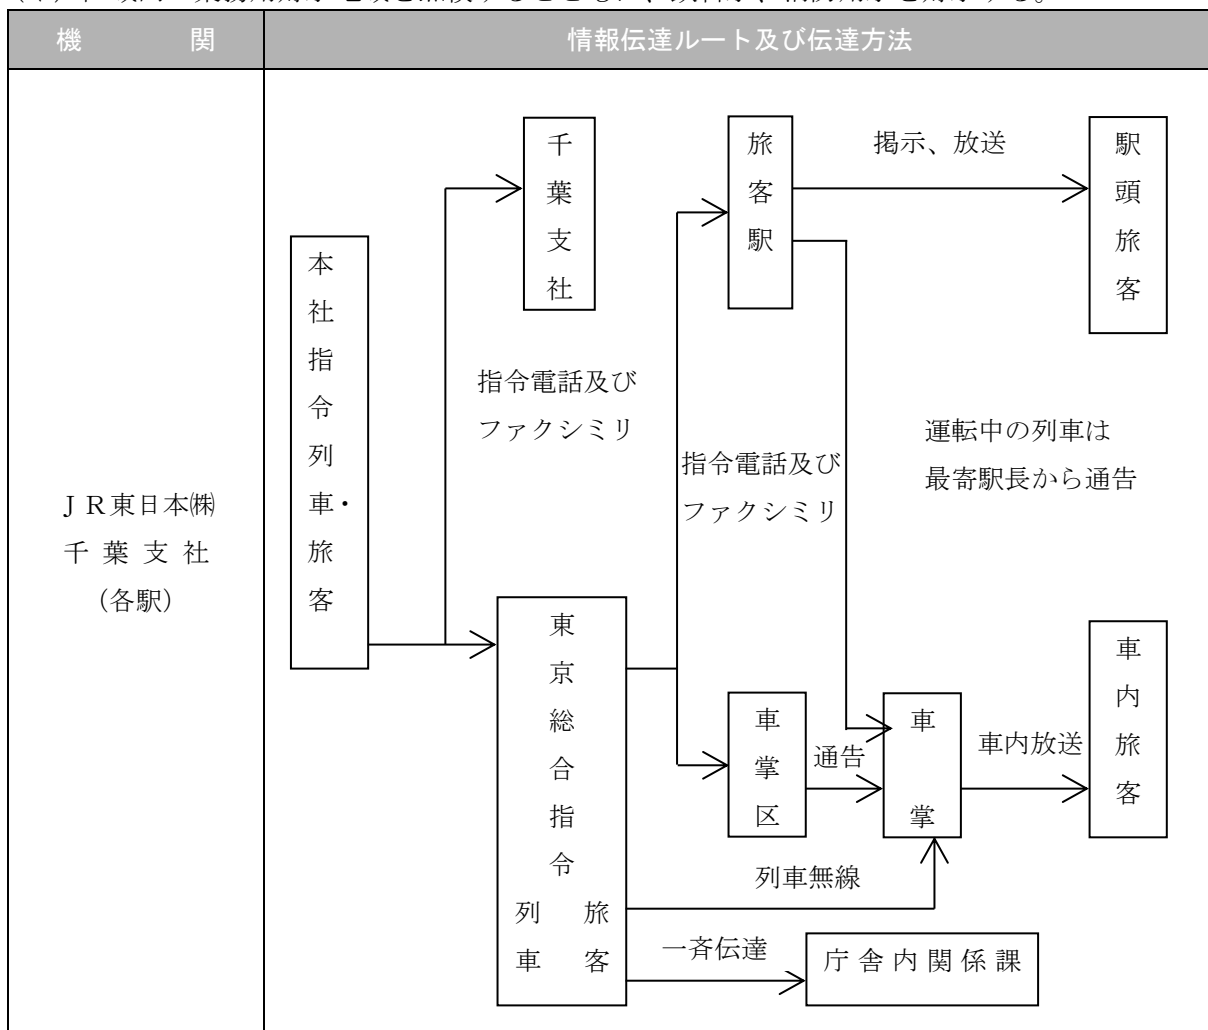 機　　　関
情報伝達ルート及び伝達方法
ＪＲ東日本㈱
千 葉 支 社
（各駅）
本社指令列車・旅客
千葉支社
指令電話及び
ファクシミリ
東京総合指令
列車
旅客
旅客駅
指令電話及び
ファクシミリ
掲示、放送
駅頭旅客
運転中の列車は
最寄駅長から通告
車掌区
通告
車掌
車内放送
車内旅客
列車無線
一斉伝達
庁舎内関係課